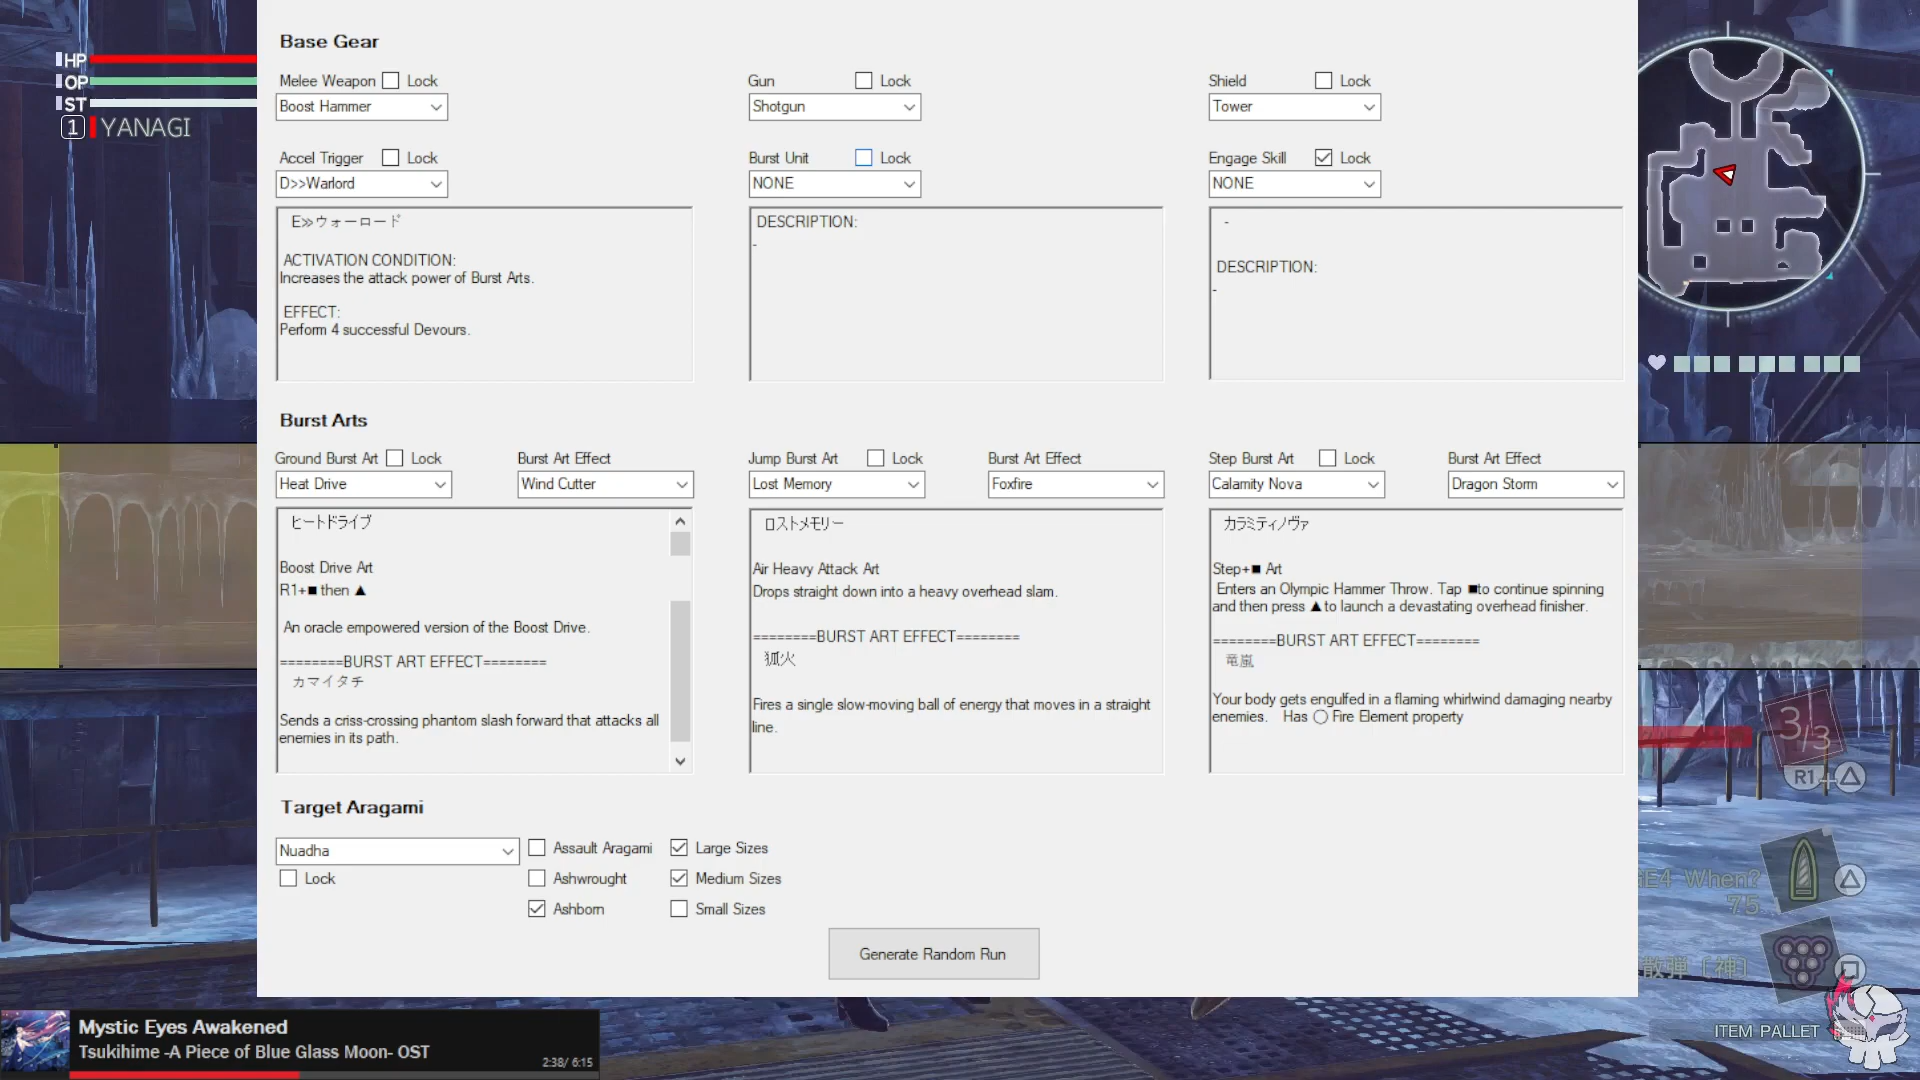 HP
OP
ST
1 YANAGI
Base Gear
Melee Weapon Lock
Boost Hammer
Gun Lock
Shotgun
Shield Lock
Tower
Accel Trigger Lock
D>>Warlord
Burst Unit Lock
NONE
Engage Skill Lock
NONE
E≫ウォーロード
ACTIVATION CONDITION:
Increases the attack power of Burst Arts.
EFFECT:
Perform 4 successful Devours.
DESCRIPTION:
-
-
DESCRIPTION:
-
Burst Arts
Ground Burst Art Lock
Heat Drive
Burst Art Effect
Wind Cutter
Jump Burst Art Lock
Lost Memory
Burst Art Effect
Foxfire
Step Burst Art Lock
Calamity Nova
Burst Art Effect
Dragon Storm
ヒートドライブ
Boost Drive Art
R1+■ then ▲
An oracle empowered version of the Boost Drive.
========BURST ART EFFECT========
カマイタチ
Sends a criss-crossing phantom slash forward that attacks all
enemies in its path.
ロストメモリー
Air Heavy Attack Art
Drops straight down into a heavy overhead slam.
========BURST ART EFFECT========
狐火
Fires a single slow-moving ball of energy that moves in a straight
line.
カラミティノヴァ
Step+■ Art
Enters an Olympic Hammer Throw. Tap ■to continue spinning
and then press ▲to launch a devastating overhead finisher.
========BURST ART EFFECT========
竜嵐
Your body gets engulfed in a flaming whirlwind damaging nearby
enemies. Has ◯ Fire Element property
3/3
R1+△
Target Aragami
Nuadha
Lock
Assault Aragami
Ashwrought
Ashborn
Large Sizes
Medium Sizes
Small Sizes
Generate Random Run
GE4 When?
75
散弾〔神〕
ITEM PALLET
Mystic Eyes Awakened
Tsukihime -A Piece of Blue Glass Moon- OST
2:38/ 6:15